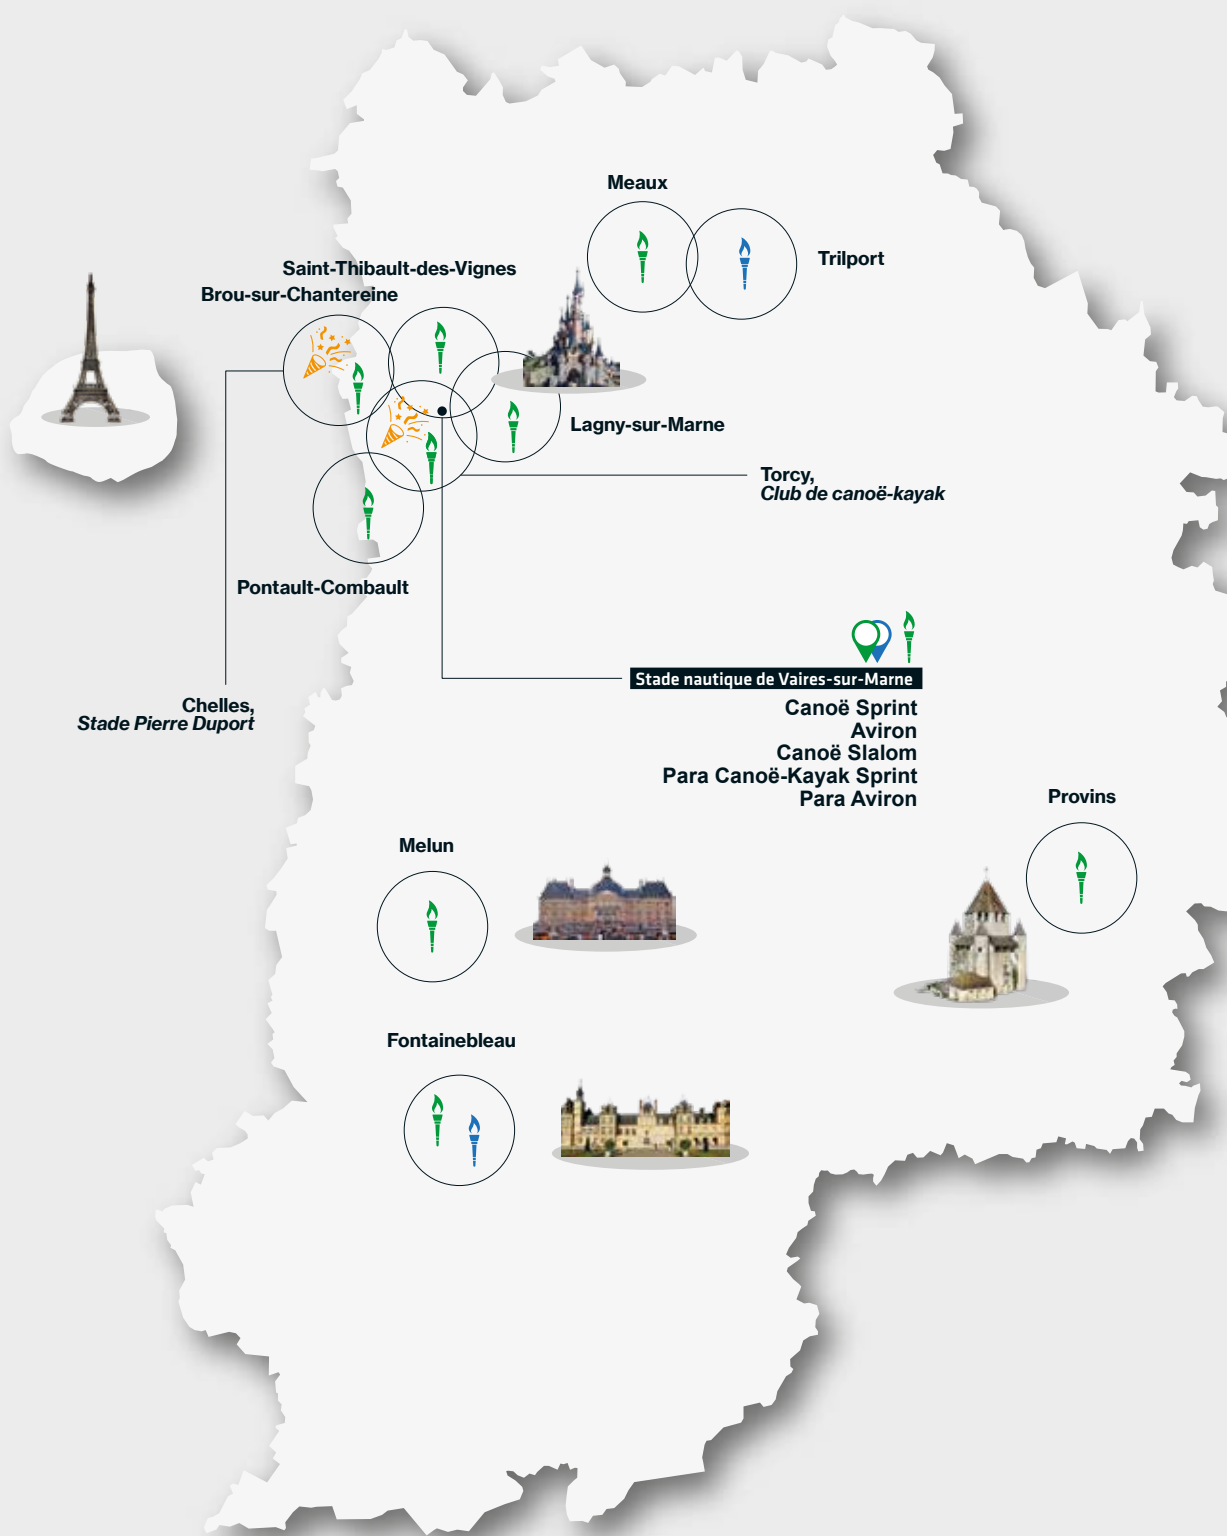 Meaux
Trilport
Saint-Thibault-des-Vignes
Brou-sur-Chantereine
Lagny-sur-Marne
Torcy,
Club de canoë-kayak
Pontault-Combault
Stade nautique de Vaires-sur-Marne
Chelles,
Stade Pierre Duport
Canoë Sprint
Aviron
Canoë Slalom
Para Canoë-Kayak Sprint
Para Aviron
Provins
Melun
Fontainebleau